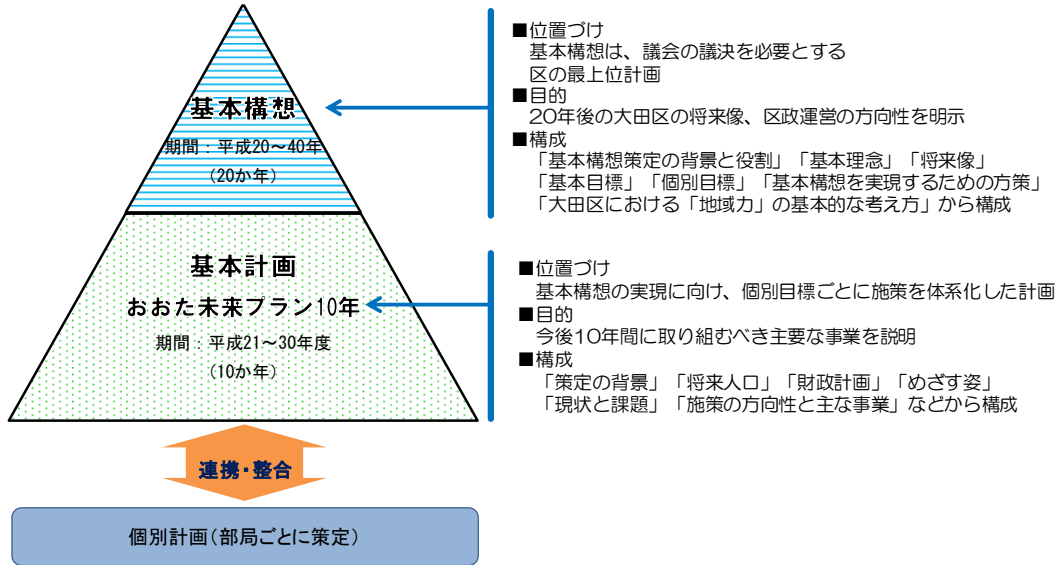 基本構想
期間：平成20～40年
（20か年）
■位置づけ
基本構想は、議会の議決を必要とする
区の最上位計画
■目的
20年後の大田区の将来像、区政運営の方向性を明示
■構成
「基本構想策定の背景と役割」「基本理念」「将来像」
「基本目標」「個別目標」「基本構想を実現するための方策」
「大田区における「地域力」の基本的な考え方」から構成
基本計画
おおた未来プラン10年
期間：平成21～30年度
（10か年）
■位置づけ
基本構想の実現に向け、個別目標ごとに施策を体系化した計画
■目的
今後10年間に取り組むべき主要な事業を説明
■構成
「策定の背景」「将来人口」「財政計画」「めざす姿」
「現状と課題」「施策の方向性と主な事業」などから構成
連携・整合
個別計画（部局ごとに策定）